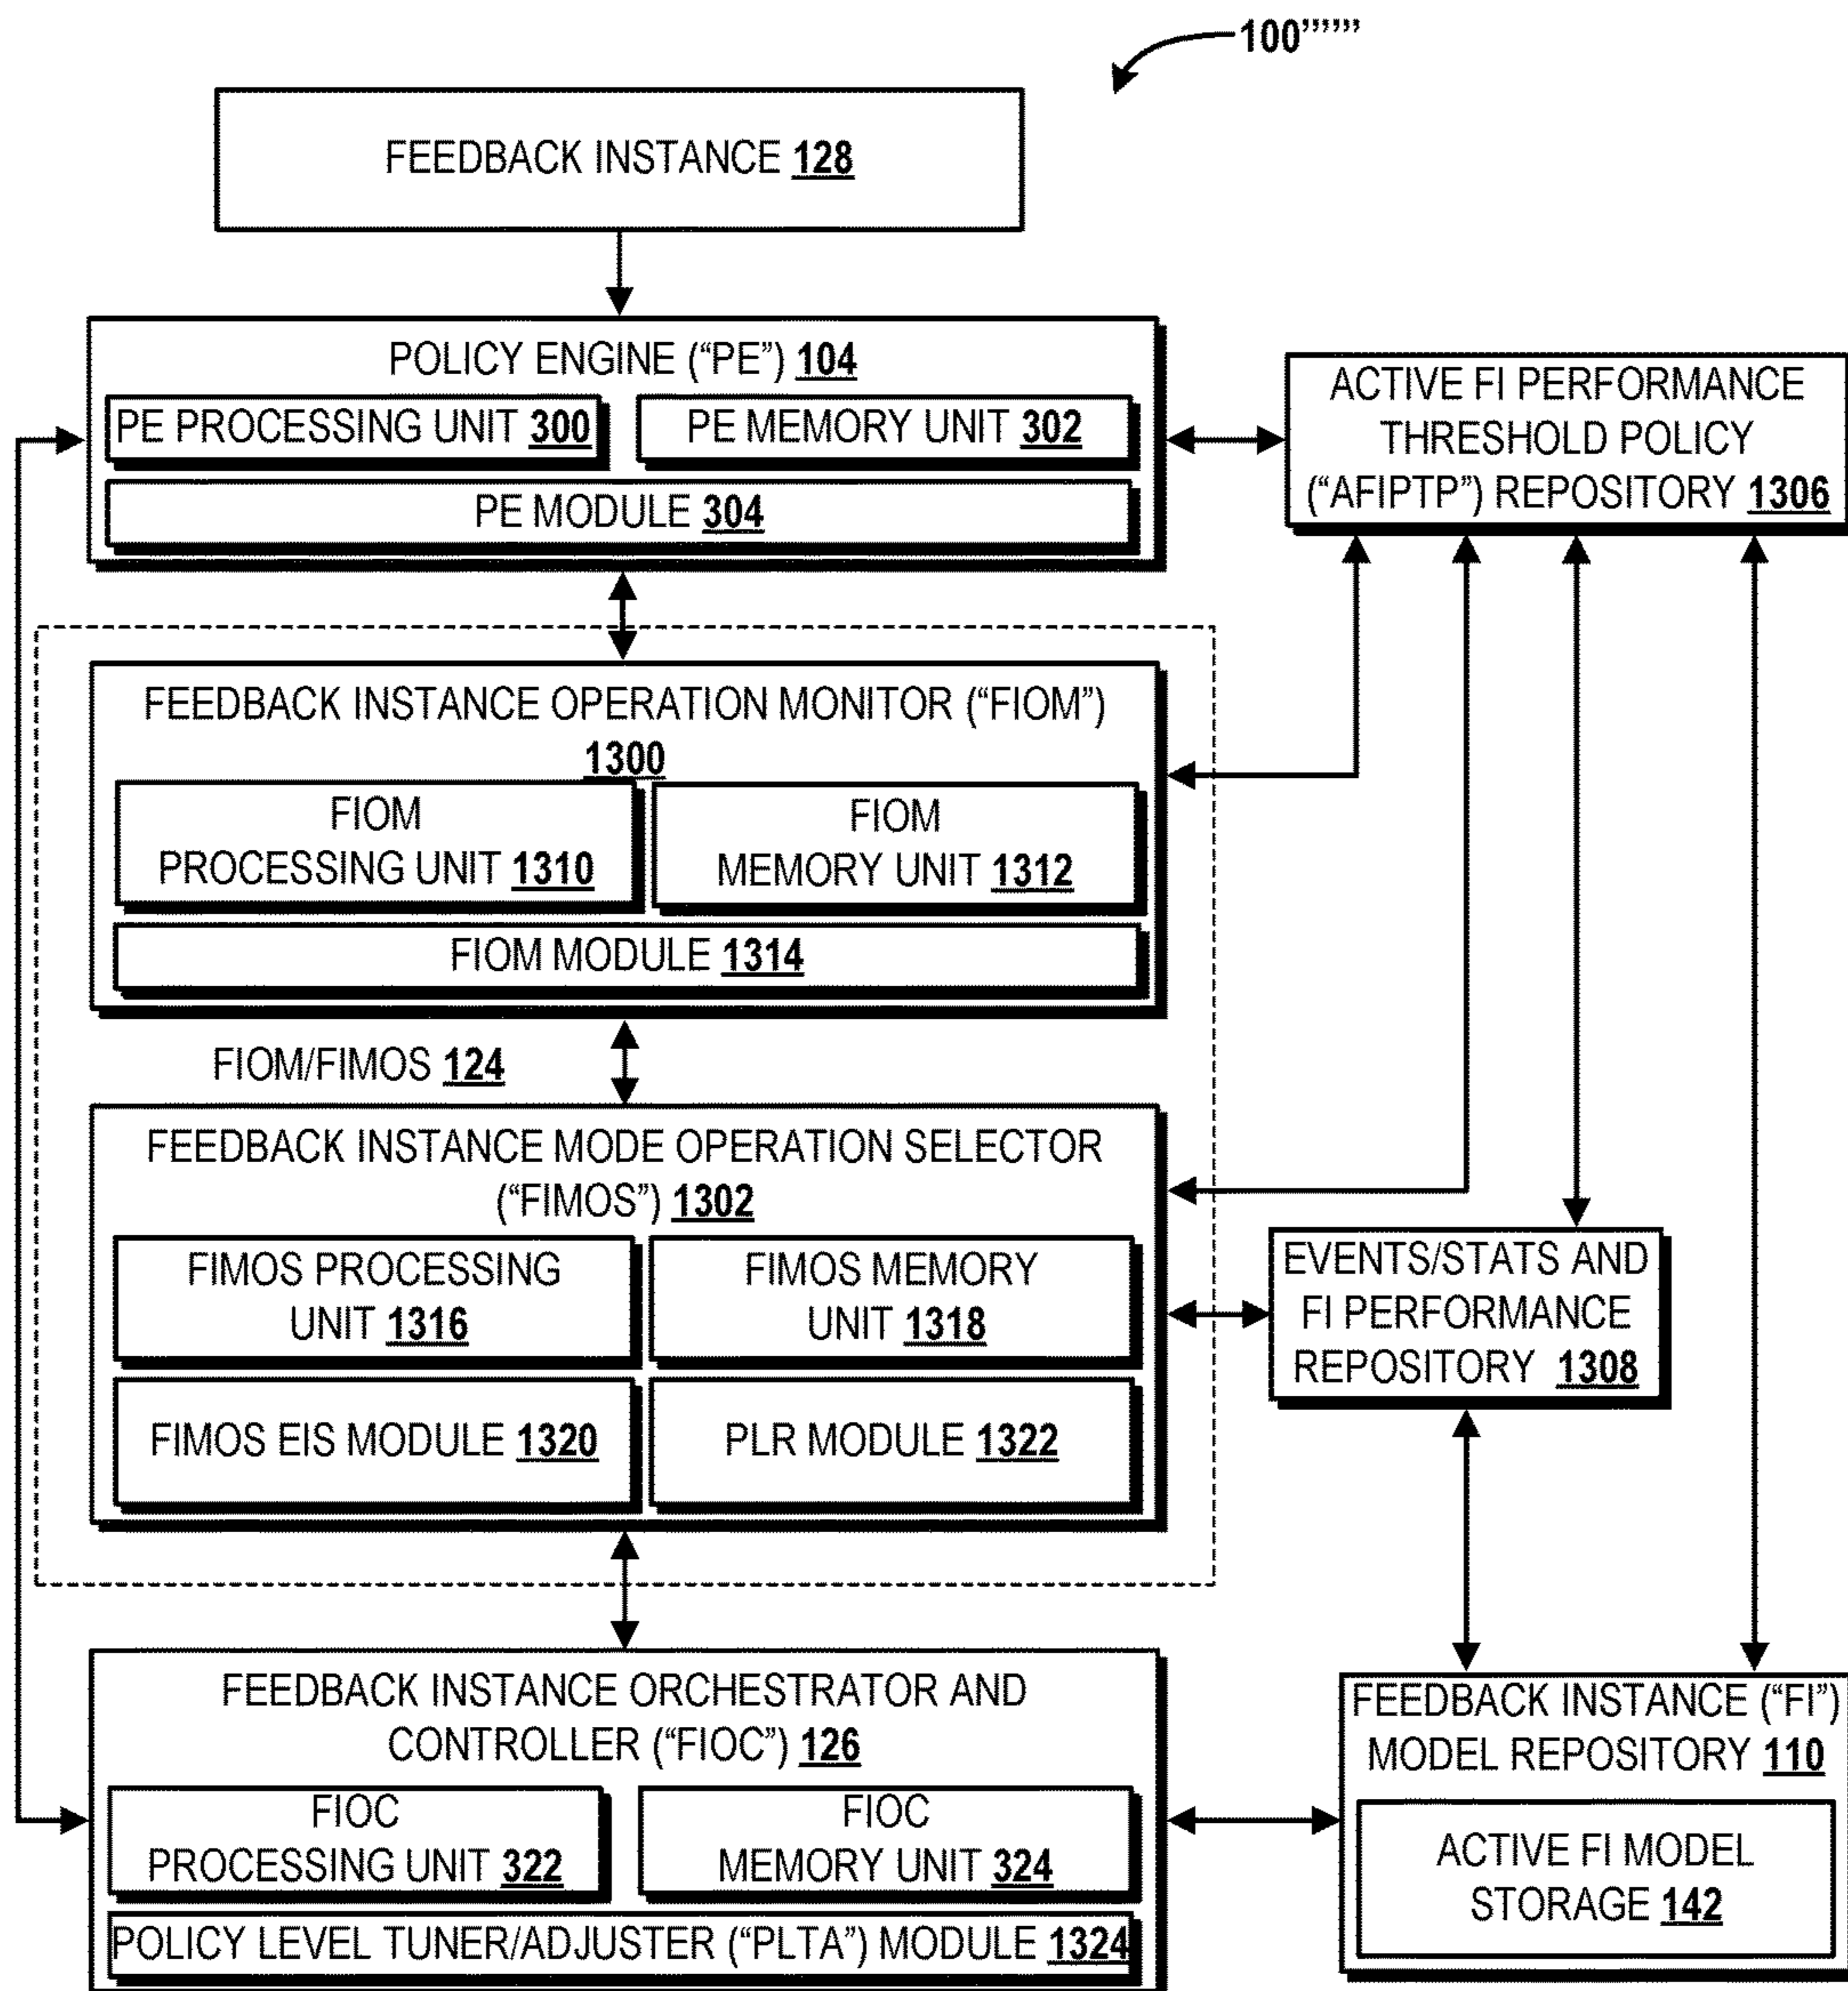 100’’’’’’
FEEDBACK INSTANCE 128
POLICY ENGINE (“PE”) 104
PE PROCESSING UNIT 300
PE MEMORY UNIT 302
PE MODULE 304
ACTIVE FI PERFORMANCE
THRESHOLD POLICY
(“AFIPTP”) REPOSITORY 1306
FEEDBACK INSTANCE OPERATION MONITOR (“FIOM”)
1300
FIOM
PROCESSING UNIT 1310
FIOM
MEMORY UNIT 1312
FIOM MODULE 1314
FIOM/FIMOS 124
FEEDBACK INSTANCE MODE OPERATION SELECTOR
(“FIMOS”) 1302
FIMOS PROCESSING
UNIT 1316
FIMOS MEMORY
UNIT 1318
FIMOS EIS MODULE 1320
PLR MODULE 1322
EVENTS/STATS AND
FI PERFORMANCE
REPOSITORY 1308
FEEDBACK INSTANCE ORCHESTRATOR AND
CONTROLLER (“FIOC”) 126
FIOC
PROCESSING UNIT 322
FIOC
MEMORY UNIT 324
POLICY LEVEL TUNER/ADJUSTER (“PLTA”) MODULE 1324
FEEDBACK INSTANCE (“FI”)
MODEL REPOSITORY 110
ACTIVE FI MODEL
STORAGE 142